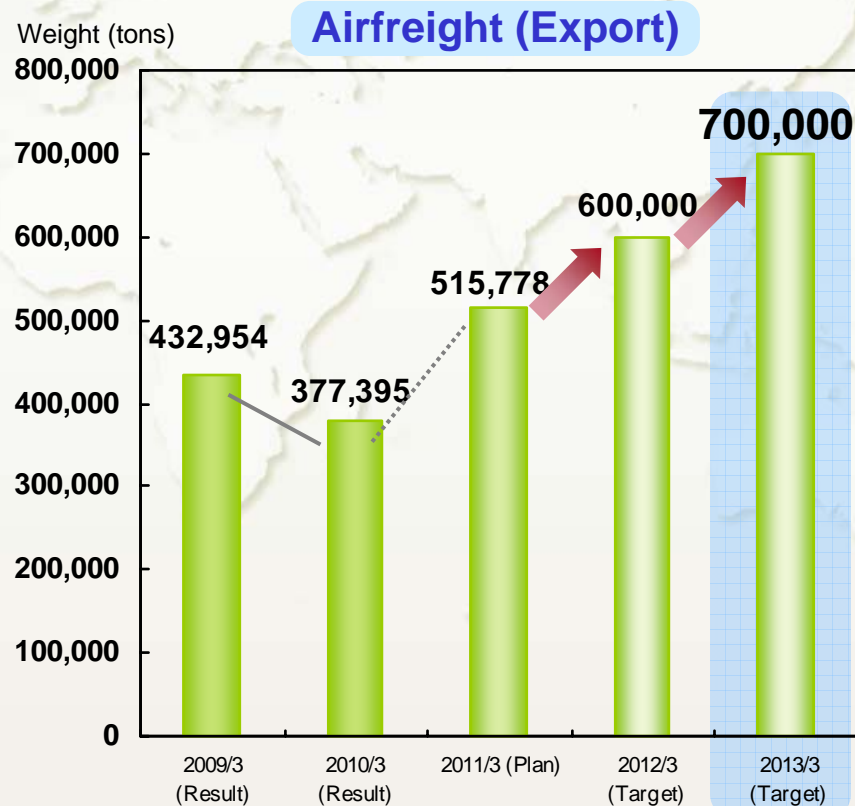 Airfreight (Export)
Weight (tons)
800,000
700,000
600,000
500,000
400,000
300,000
200,000
100,000
0
432,954
377,395
515,778
600,000
700,000
2009/3
(Result)
2010/3
(Result)
2011/3 (Plan)
2012/3
(Target)
2013/3
(Target)